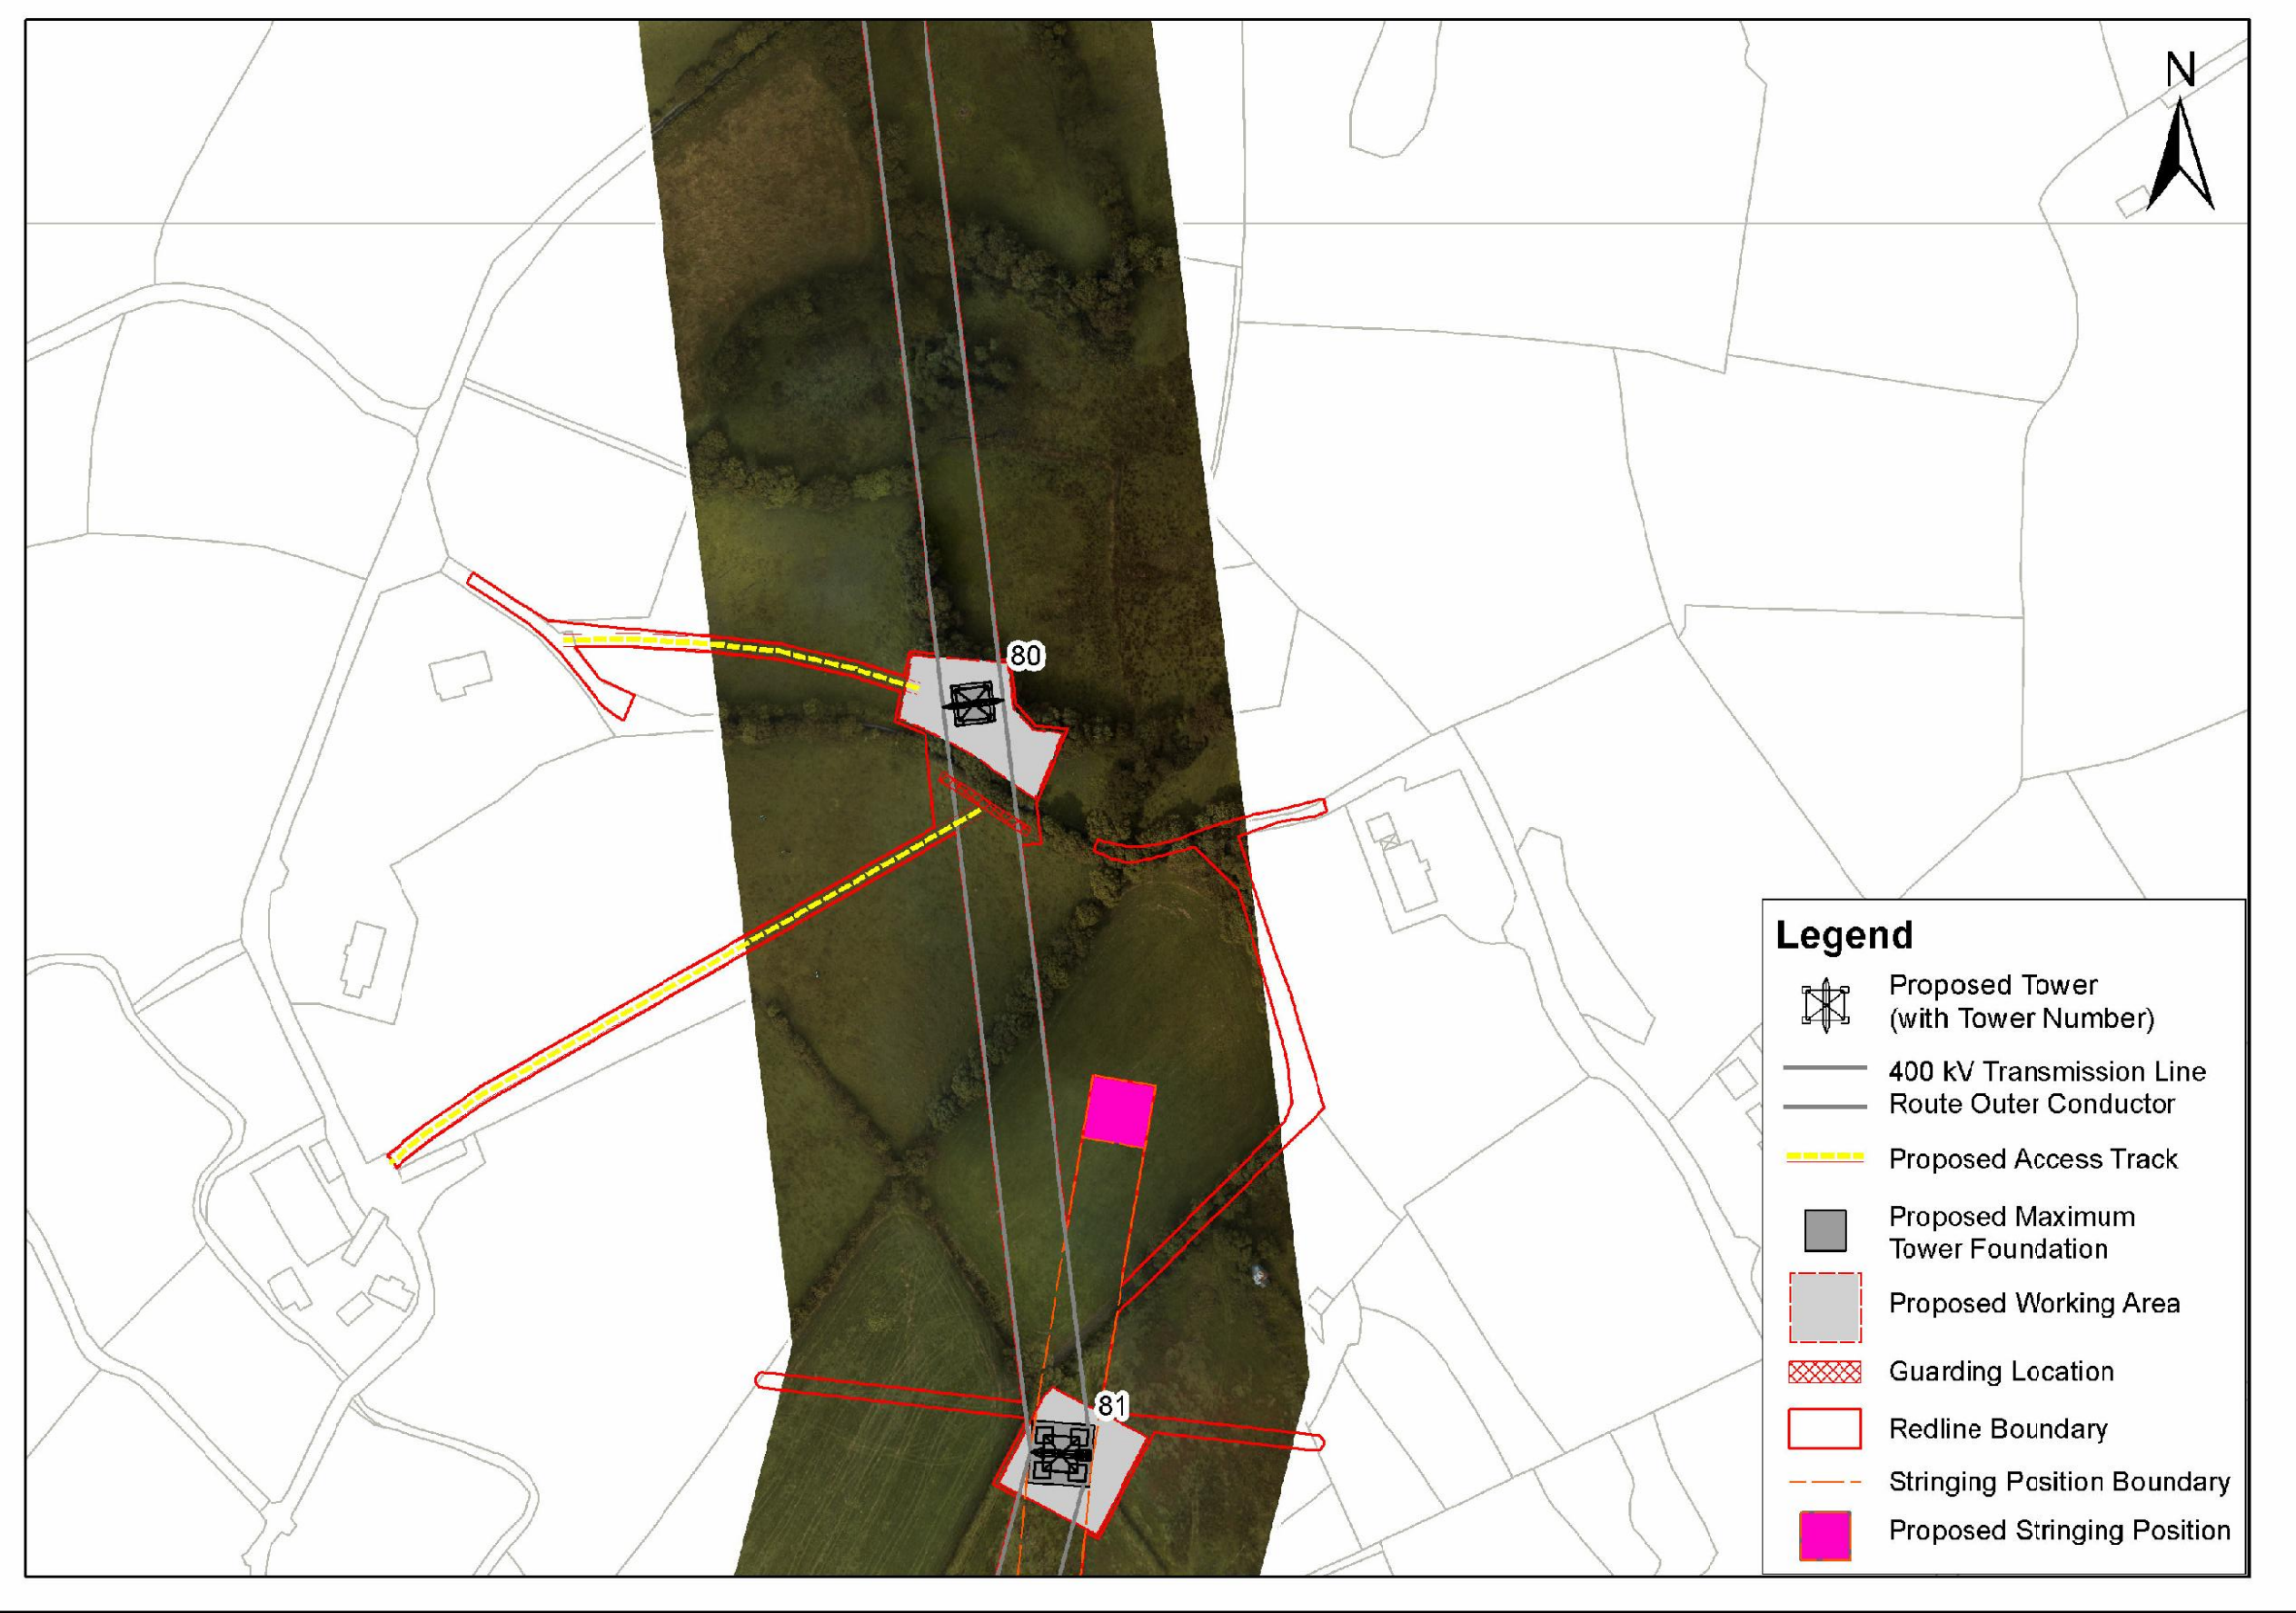 N
80
81
Legend
Proposed Tower
(with Tower Number)
400 kV Transmission Line
Route Outer Conductor
Proposed Access Track
Proposed Maximum
Tower Foundation
Proposed Working Area
Guarding Location
Redline Boundary
Stringing Position Boundary
Proposed Stringing Position